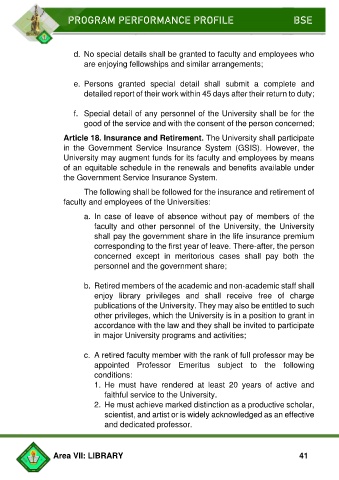 PROGRAM PERFORMANCE PROFILE BSE
d. No special details shall be granted to faculty and employees who
are enjoying fellowships and similar arrangements;
e. Persons granted special detail shall submit a complete and
detailed report of their work within 45 days after their return to duty;
f. Special detail of any personnel of the University shall be for the
good of the service and with the consent of the person concerned;
Article 18. Insurance and Retirement. The University shall participate
in the Government Service Insurance System (GSIS). However, the
University may augment funds for its faculty and employees by means
of an equitable schedule in the renewals and benefits available under
the Government Service Insurance System.
The following shall be followed for the insurance and retirement of
faculty and employees of the Universities:
a. In case of leave of absence without pay of members of the
faculty and other personnel of the University, the University
shall pay the government share in the life insurance premium
corresponding to the first year of leave. There-after, the person
concerned except in meritorious cases shall pay both the
personnel and the government share;
b. Retired members of the academic and non-academic staff shall
enjoy library privileges and shall receive free of charge
publications of the University. They may also be entitled to such
other privileges, which the University is in a position to grant in
accordance with the law and they shall be invited to participate
in major University programs and activities;
c. A retired faculty member with the rank of full professor may be
appointed Professor Emeritus subject to the following
conditions:
1. He must have rendered at least 20 years of active and
faithful service to the University.
2. He must achieve marked distinction as a productive scholar,
scientist, and artist or is widely acknowledged as an effective
and dedicated professor.
Area VII: LIBRARY 41